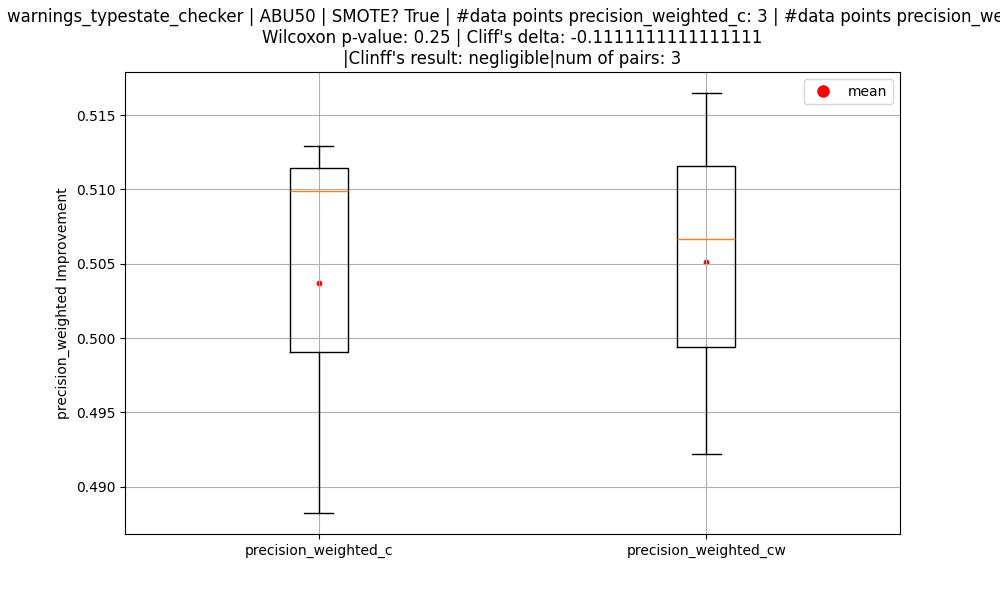 warnings_typestate_checker | ABU50 | SMOTE? True | #data points precision_weighted_c: 3 | #data points
Wilcoxon p-value: 0.25 | Cliff's delta: -0.1111111111111111
|Clinff's result: negligible|num of pairs: 3
mean
0.515
0.510
0.505
0.500
0.495
0.490
precision_weighted Improvement
precision_weighted_c
precision_weighted_cw